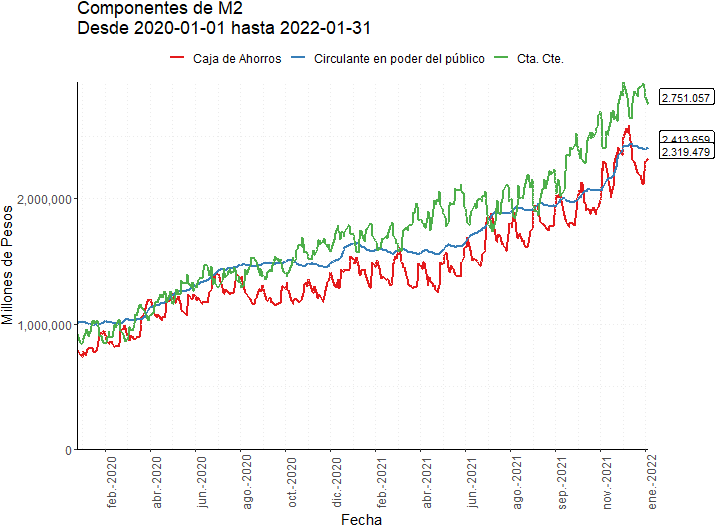 Componentes de M2
Desde 2020-01-01 hasta 2022-01-31
Caja de Ahorros
Circulante en poder del público
Cta. Cte.
2.751.057
2.413.659
2.319.479
Millones de Pesos
2,000,000
1,000,000
0
feb.-2020
abr.-2020
jun.-2020
ago.-2020
oct.-2020
dic.-2020
feb.-2021
abr.-2021
jun.-2021
ago.-2021
sep.-2021
nov.-2021
ene.-2022
Fecha